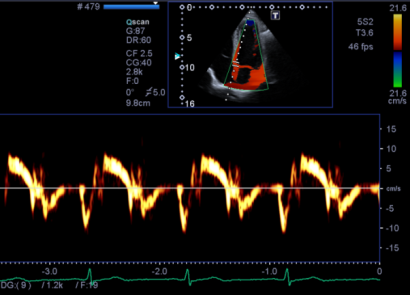 # 479
Qscan
G:87
DR:60
CF 2.5
CG:40
2.8k
F:0
0° 5.0
9.8cm
0
5
10
16
T
5S2
T3.6
46 fps
21.6
21.6
cm/s
15
10
5
cm/s
-5
-10
-15
-3.0 -2.0 -1.0 0
DG:( 9 ) / 1.2k / F:19